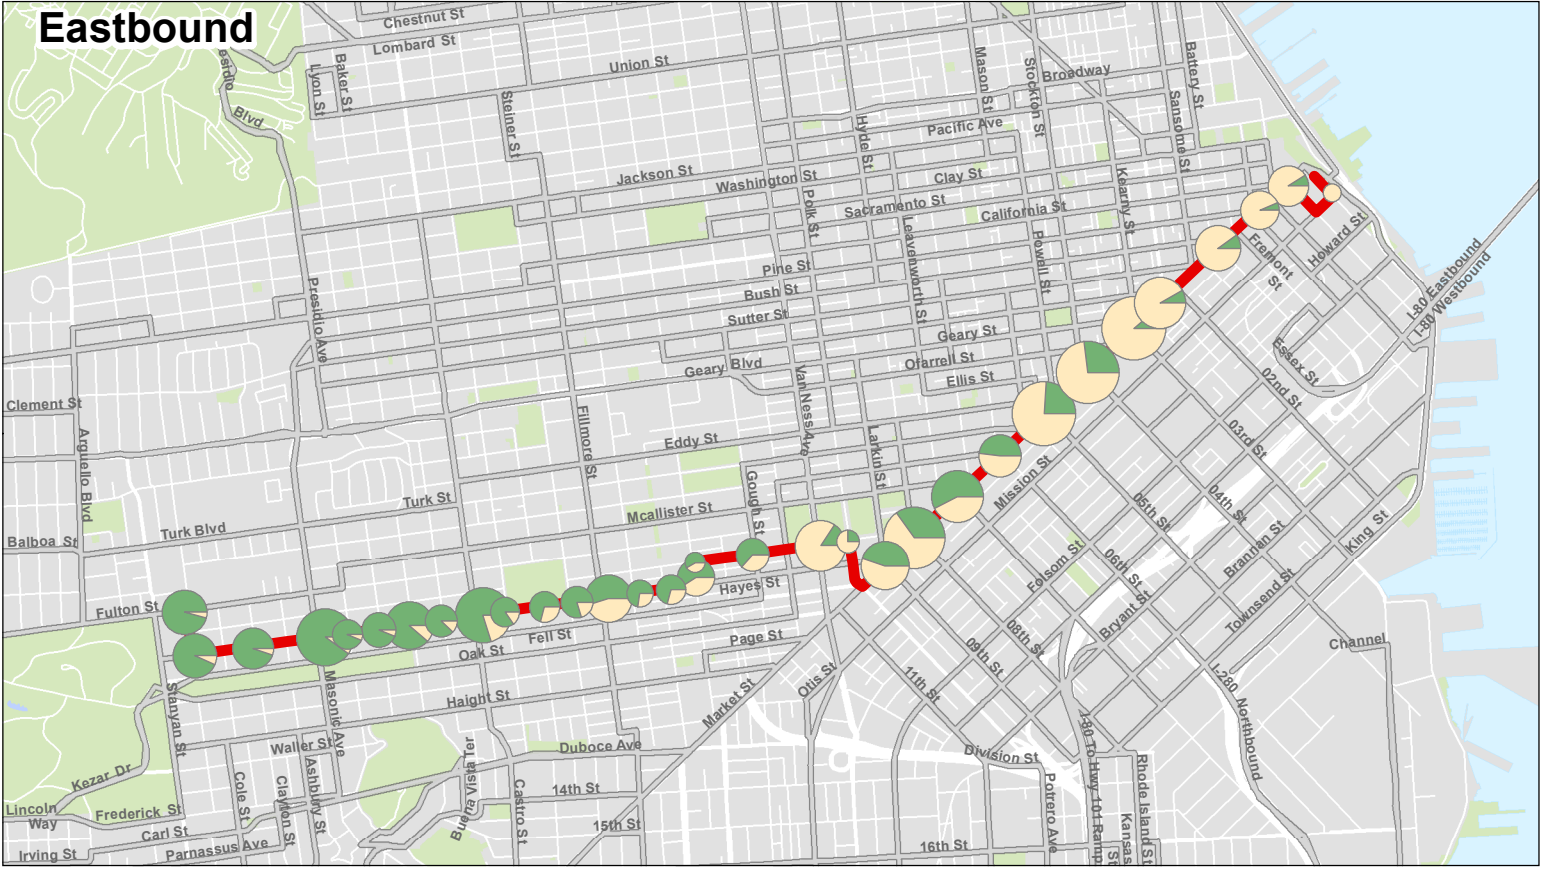 Eastbound
Chestnut St
Lombard St
Union St
Broadway
Pacific Ave
Jackson St
Washington St
Clay St
Sacramento St
California St
Pine St
Bush St
Sutter St
Geary St
Geary Blvd
Ofarrell St
Ellis St
Eddy St
Turk St
Turk Blvd
Mcallister St
Clement St
Balboa St
Fulton St
Hayes St
Fell St
Oak St
Page St
Haight St
Waller St
Duboce Ave
14th St
15th St
16th St
Division St
Kezar Dr
Lincoln
Way
Frederick St
Carl St
Irving St
Parnassus Ave
esidio
Blvd
Lyon St
Baker St
Steiner St
Presidio Ave
Arguello Blvd
Fillmore St
Gough St
Van Ness Ave
Polk St
Larkin St
Hyde St
Leavenworth St
Mason St
Powell St
Stockton St
Kearny St
Sansome St
Battery St
Stanyan St
Masonic Ave
Cole St
Clayton St
Ashbury St
Buena Vista Ter
Castro St
Market St
Otis St
Mission St
Howard St
Fremont
St
Essex St
Folsom St
Bryant St
Brannan St
Townsend St
King St
Channel
02nd St
03rd St
04th St
05th St
06th St
08th St
09th St
11th St
I-80 Eastbound
I-80 Westbound
I-280 Northbound
I-80 To Hwy 101 Ramp
Potrero Ave
Rhode Island St
Kansas
St